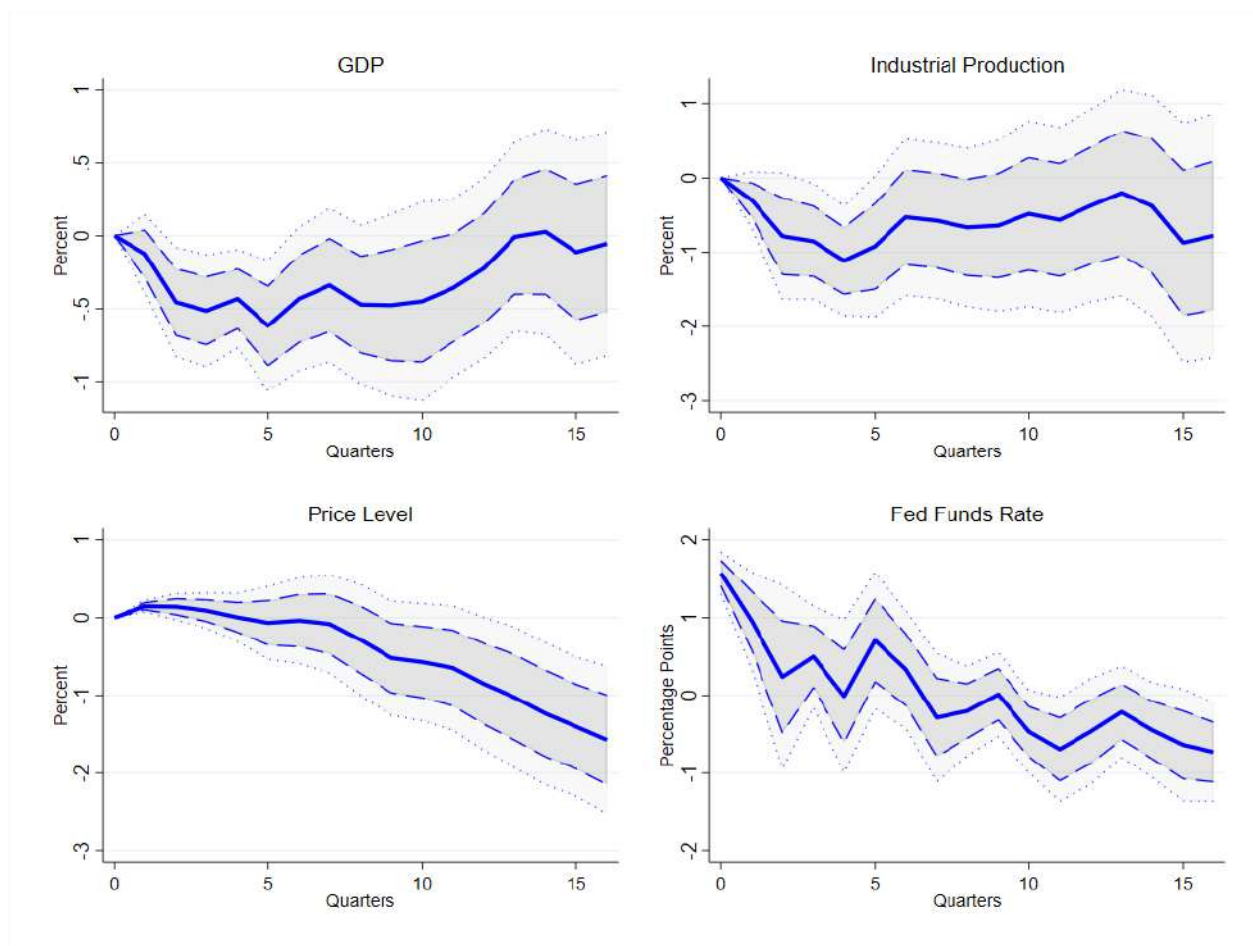 GDP
Percent
1
.5
0
-.5
-1
0 5 10 15
Quarters
Industrial Production
Percent
1
0
-1
-2
-3
0 5 10 15
Quarters
Price Level
Percent
1
0
-1
-2
-3
0 5 10 15
Quarters
Fed Funds Rate
Percentage Points
2
1
0
-1
-2
0 5 10 15
Quarters